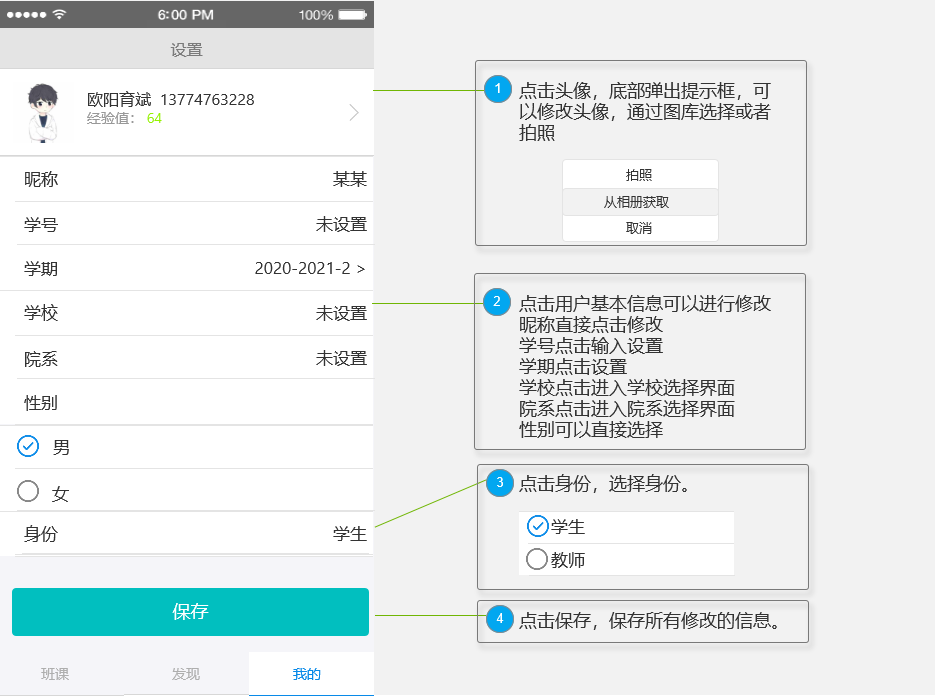 6:00 PM
100%
设置
欧阳育斌 13774763228
经验值： 64
昵称
某某
学号
未设置
学期
2020-2021-2 >
学校
未设置
院系
未设置
性别
男
女
身份
学生
保存
班课
发现
我的
1
点击头像，底部弹出提示框，可
以修改头像，通过图库选择或者
拍照
拍照
从相册获取
取消
2
点击用户基本信息可以进行修改
昵称直接点击修改
学号点击输入设置
学期点击设置
学校点击进入学校选择界面
院系点击进入院系选择界面
性别可以直接选择
3
点击身份，选择身份。
学生
教师
4
点击保存，保存所有修改的信息。